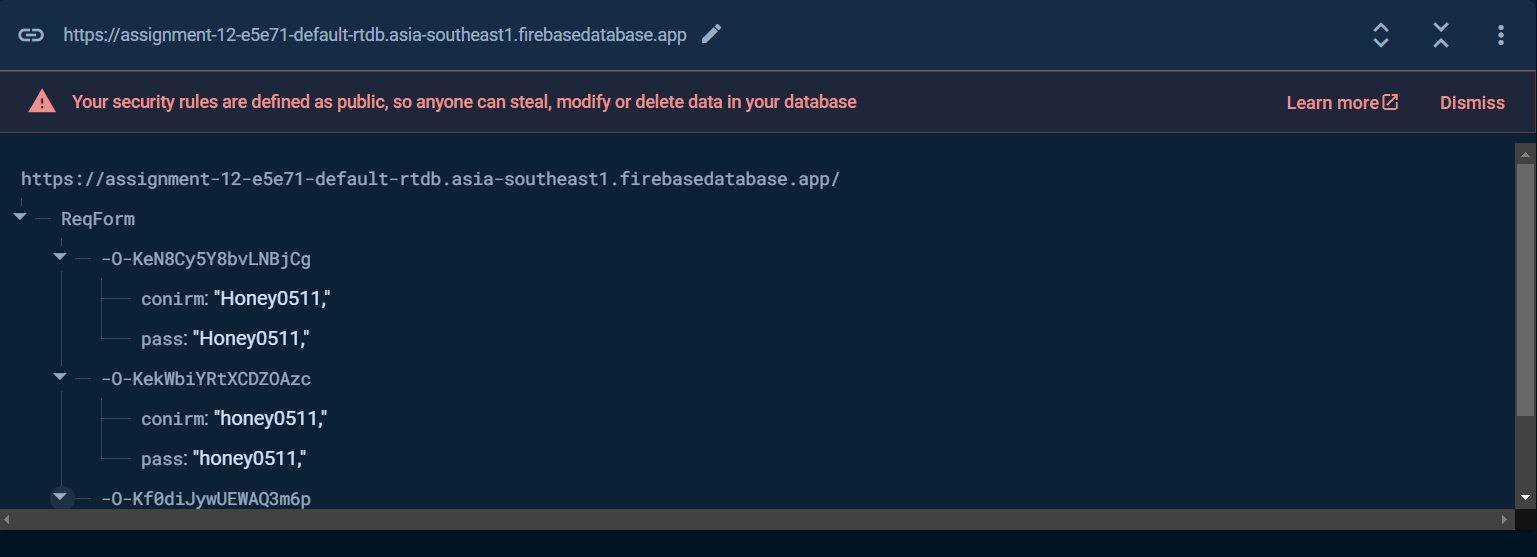 https://assignment-12-e5e71-default-rtdb.asia-southeast1.firebasedatabase.app
Your security rules are defined as public, so anyone can steal, modify or delete data in your database Learn more Dismiss
https://assignment-12-e5e71-default-rtdb.asia-southeast1.firebasedatabase.app/
ReqForm
-O-KeN8Cy5Y8bvLNBjCg
conirm: "Honey0511,"
pass: "Honey0511,"
-O-KekWbiYRtXCDZOAzc
conirm: "honey0511,"
pass: "honey0511,"
-O-Kf0diJywUEWAQ3m6p